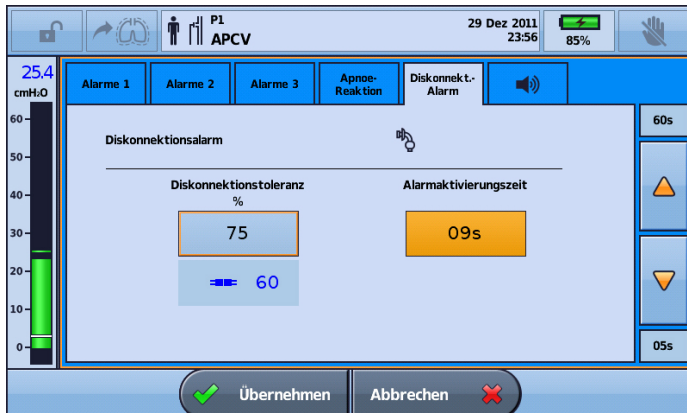 P1
APCV
29 Dez 2011
23:56
85%
25.4
cmH₂O
Alarme 1
Alarme 2
Alarme 3
Apnoe-
Reaktion
Diskonnekt.-
Alarm
60
50
40
30
20
10
0
Diskonnektionsalarm
Diskonnektionstoleranz
%
75
60
Alarmaktivierungszeit
09s
60s
05s
Übernehmen
Abbrechen